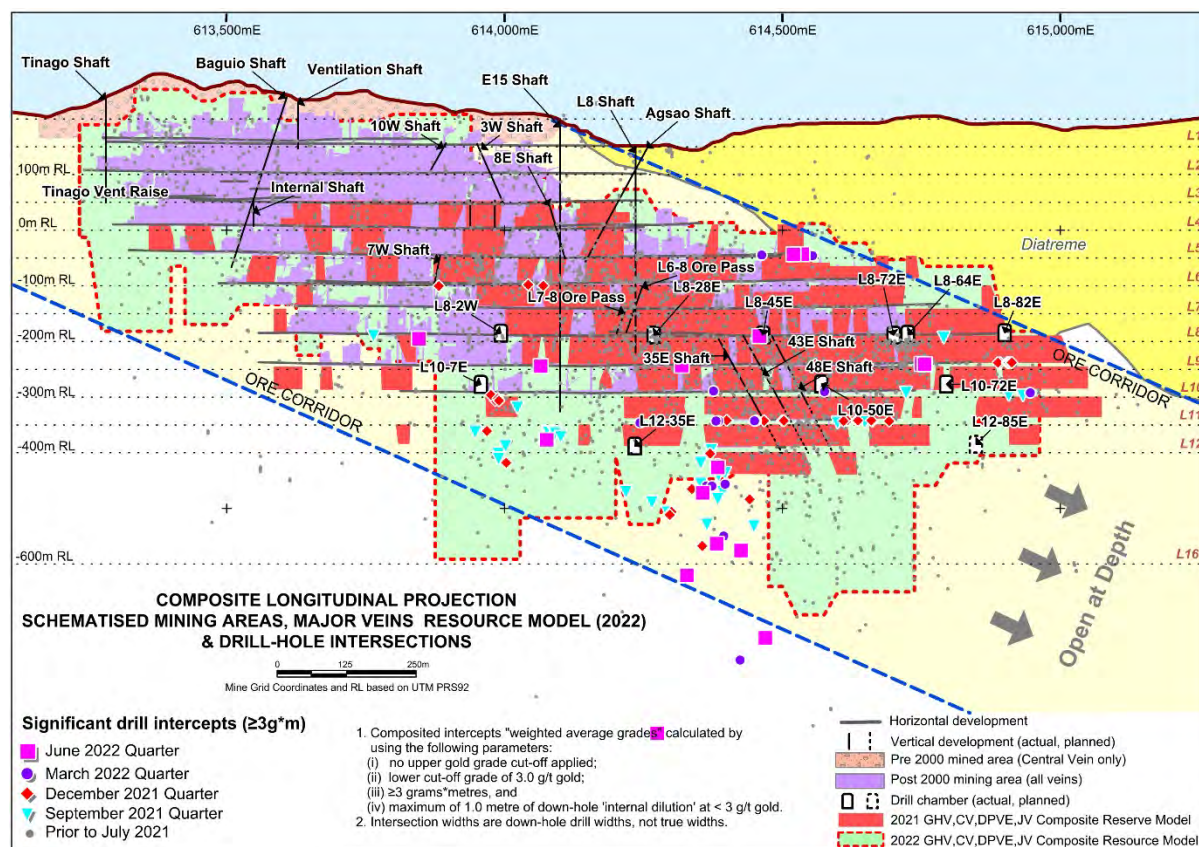 613,500mE
614,000mE
614,500mE
615,000mE
Tinago Shaft
Baguio Shaft
Ventilation Shaft
E15 Shaft
L8 Shaft
Agsao Shaft
10W Shaft
3W Shaft
8E Shaft
100m RL
Tinago Vent Raise
Internal Shaft
0m RL
7W Shaft
Diatreme
-100m RL
L6-8 Ore Pass
L7-8 Ore Pass
L8-2W
L8-28E
L8-45E
L8-72E
L8-64E
L8-82E
-200m RL
43E Shaft
35E Shaft
48E Shaft
L10-7E
L10-50E
L10-72E
ORE CORRIDOR
ORE CORRIDOR
-300m RL
L10
L11
L12-35E
L12-85E
-400m RL
L12
-600m RL
L16
Open at Depth
COMPOSITE LONGITUDINAL PROJECTION
SCHEMATISED MINING AREAS, MAJOR VEINS RESOURCE MODEL (2022)
& DRILL-HOLE INTERSECTIONS
0 125 250m
Mine Grid Coordinates and RL based on UTM PRS92
Significant drill intercepts (≥3g*m)
June 2022 Quarter
March 2022 Quarter
December 2021 Quarter
September 2021 Quarter
Prior to July 2021
1. Composited intercepts "weighted average grades" calculated by
using the following parameters:
(i) no upper gold grade cut-off applied;
(ii) lower cut-off grade of 3.0 g/t gold;
(iii) ≥3 grams*metres, and
(iv) maximum of 1.0 metre of down-hole 'internal dilution' at < 3 g/t gold.
2. Intersection widths are down-hole drill widths, not true widths.
Horizontal development
Vertical development (actual, planned)
Pre 2000 mined area (Central Vein only)
Post 2000 mining area (all veins)
Drill chamber (actual, planned)
2021 GHV,CV,DPVE,JV Composite Reserve Model
2022 GHV,CV,DPVE,JV Composite Resource Model